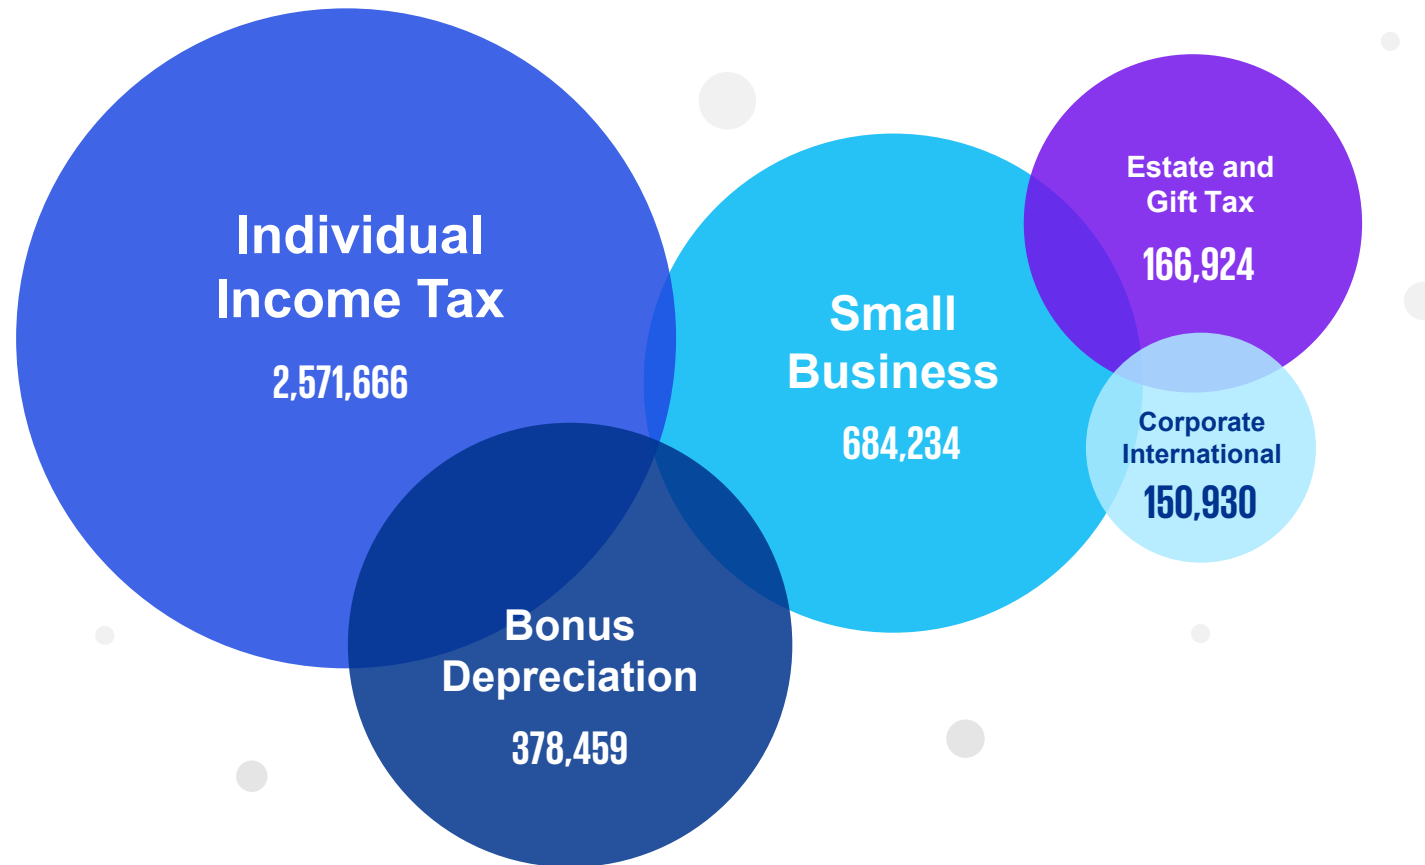 Individual
Income Tax
2,571,666
Small
Business
684,234
Estate and
Gift Tax
166,924
Corporate
International
150,930
Bonus
Depreciation
378,459